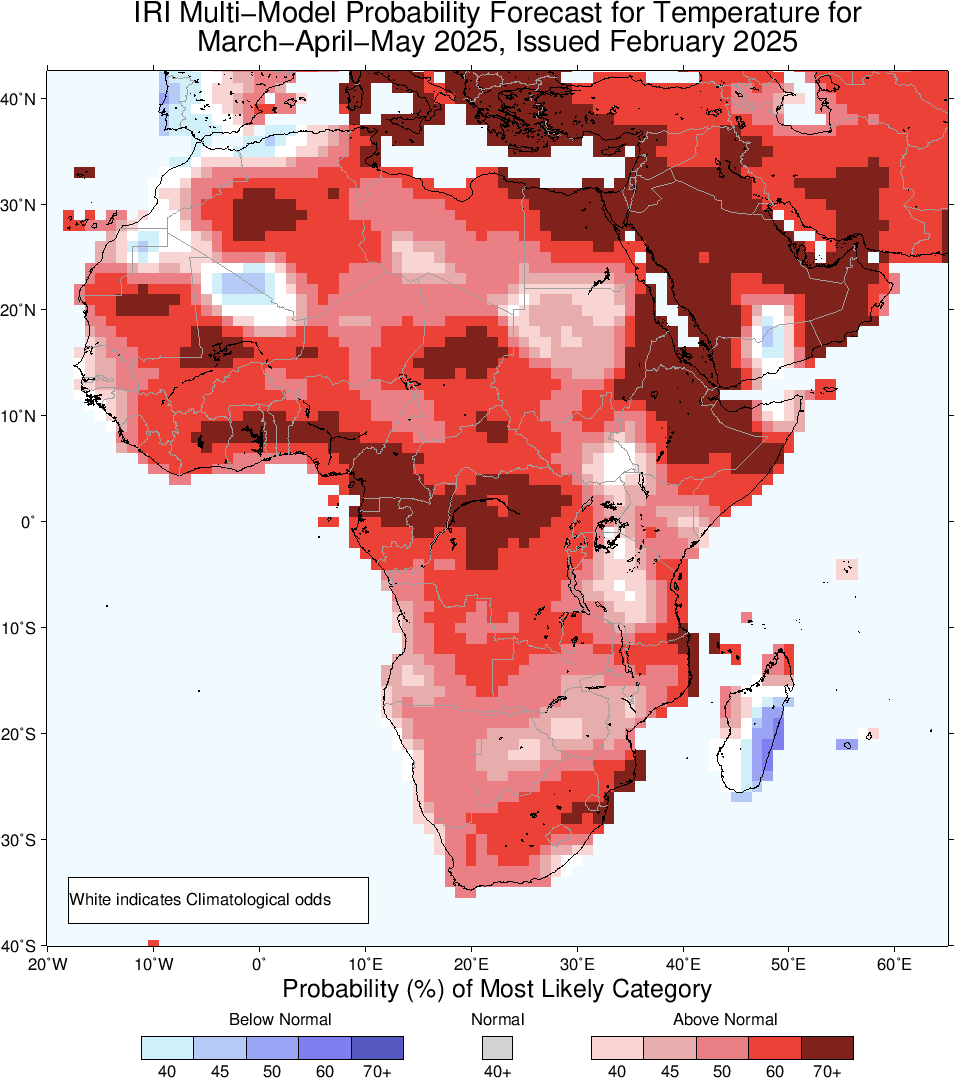 IRI Multi−Model Probability Forecast for Temperature for
March−April−May 2025, Issued February 2025
40˚N
30˚N
20˚N
10˚N
0˚
10˚S
20˚S
30˚S
40˚S
White indicates Climatological odds
20˚W 10˚W 0˚ 10˚E 20˚E 30˚E 40˚E 50˚E 60˚E
Probability (%) of Most Likely Category
Below Normal Normal Above Normal
40 45 50 60 70+ 40+ 40 45 50 60 70+